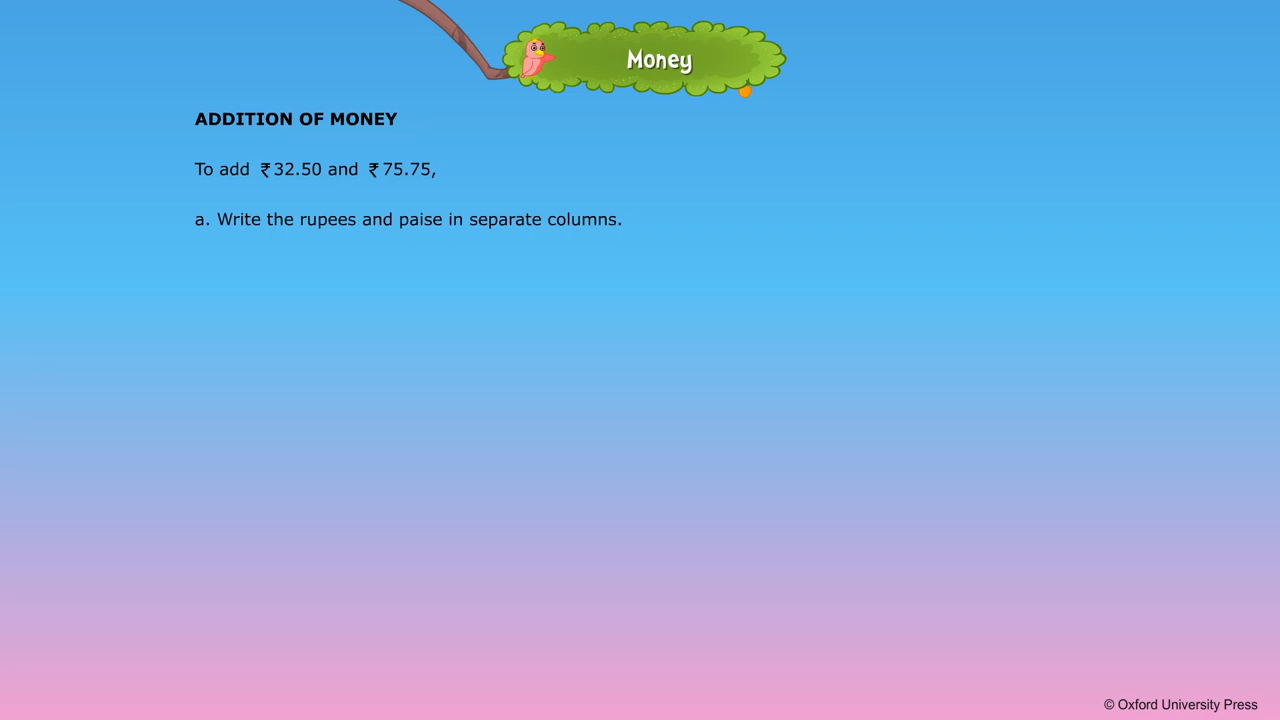 Money
ADDITION OF MONEY
To add ₹32.50 and ₹75.75,
a. Write the rupees and paise in separate columns.
© Oxford University Press